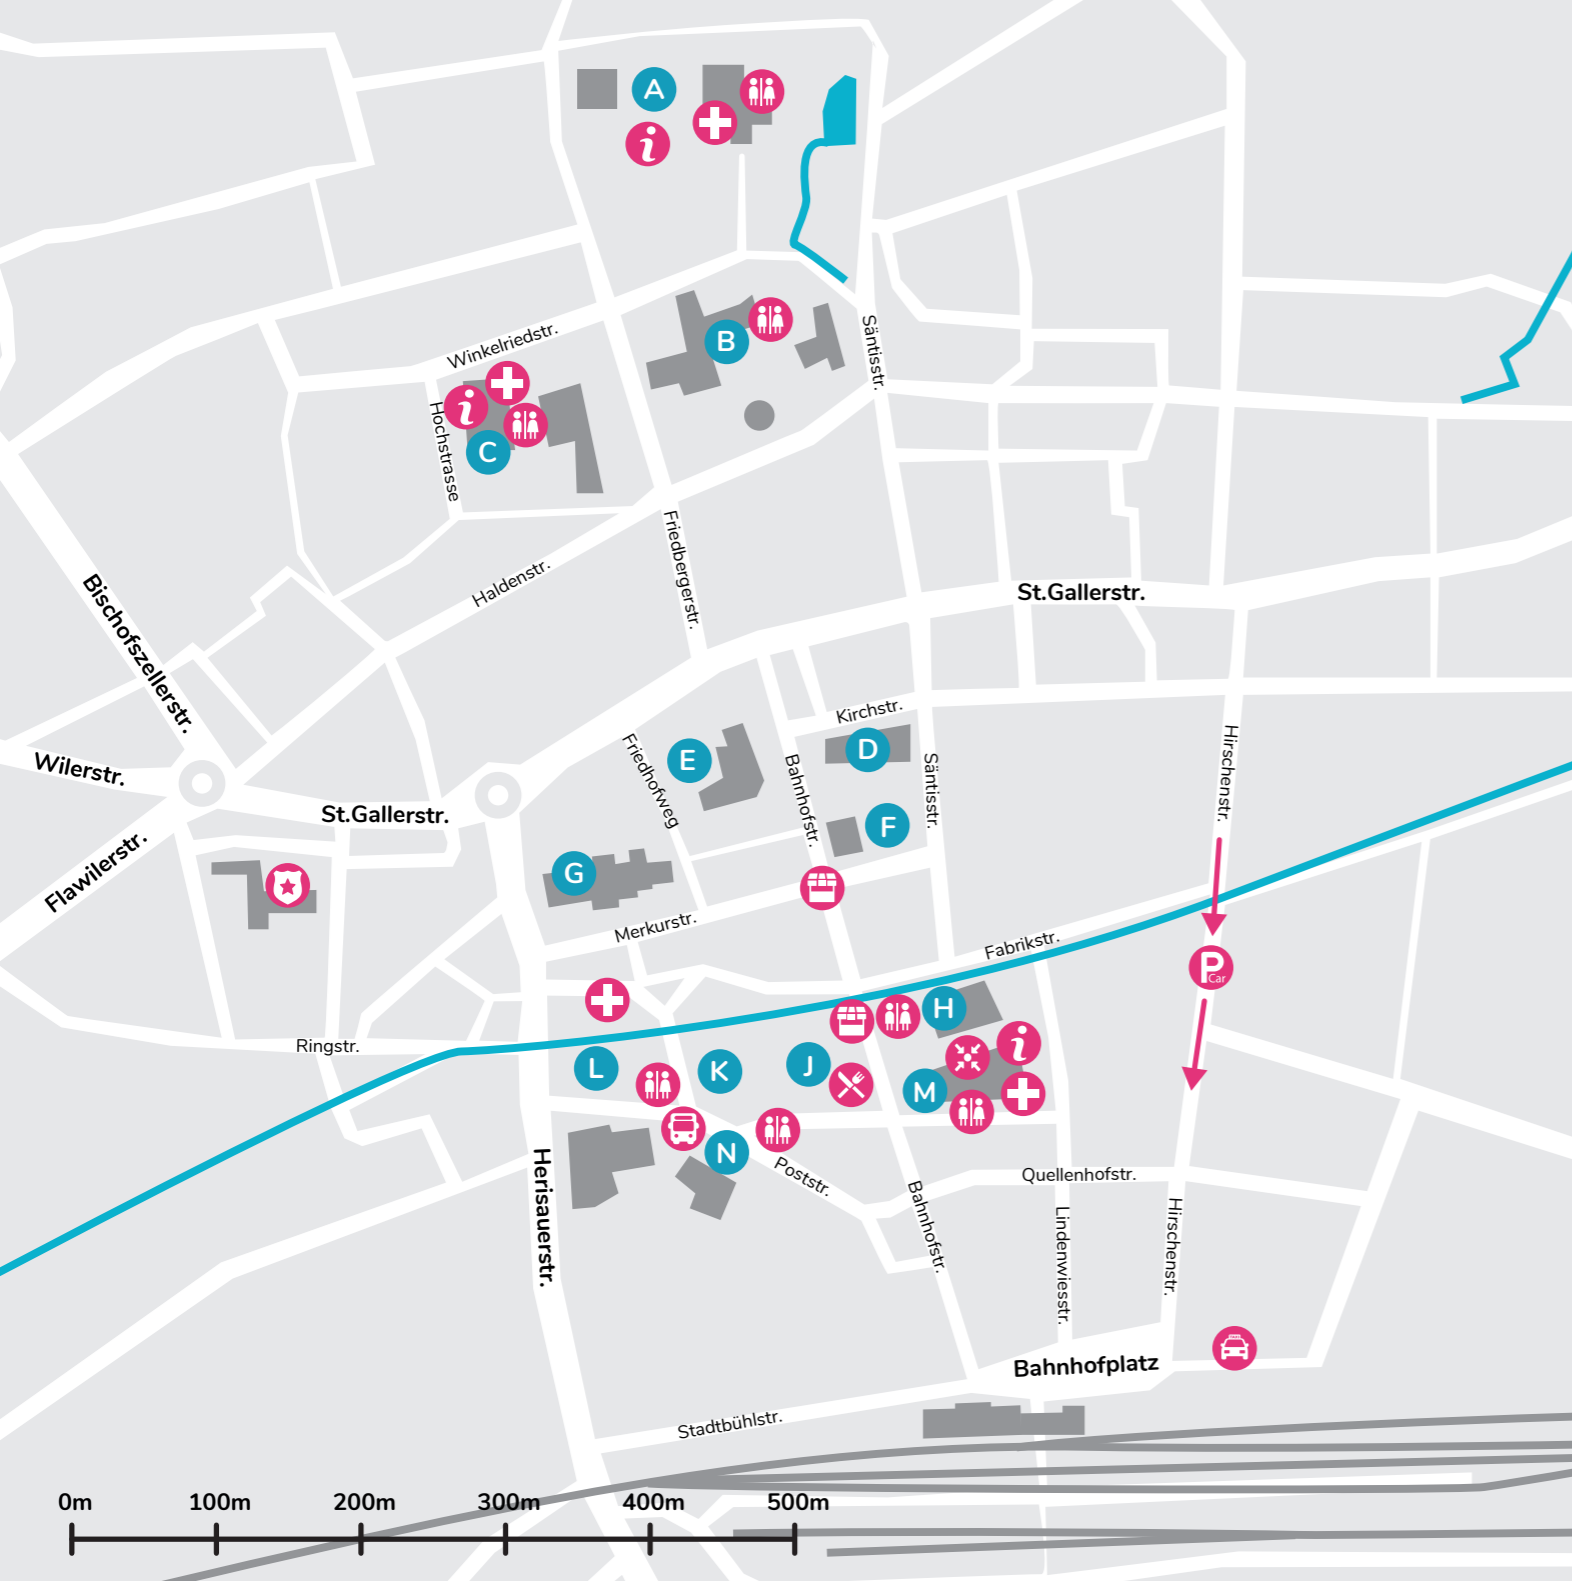 A
i
B
Säntisstr.
Winkelriedstr.
i
C
Hochstrasse
Friedbergerstr.
Haldenstr.
St.Gallerstr.
Bischofszellerstr.
Kirchstr.
D
E
Friedhofweg
Bahnhofstr.
Säntisstr.
Hirschenstr.
Wilerstr.
St.Gallerstr.
F
Flawilerstr.
G
Merkurstr.
Fabrikstr.
P
Car
H
i
Ringstr.
L
K
J
M
N
Poststr.
Quellenhofstr.
Herisauerstr.
Bahnhofstr.
Lindenwiesstr.
Hirschenstr.
TAXI
Bahnhofplatz
Stadtbühlstr.
0m 100m 200m 300m 400m 500m